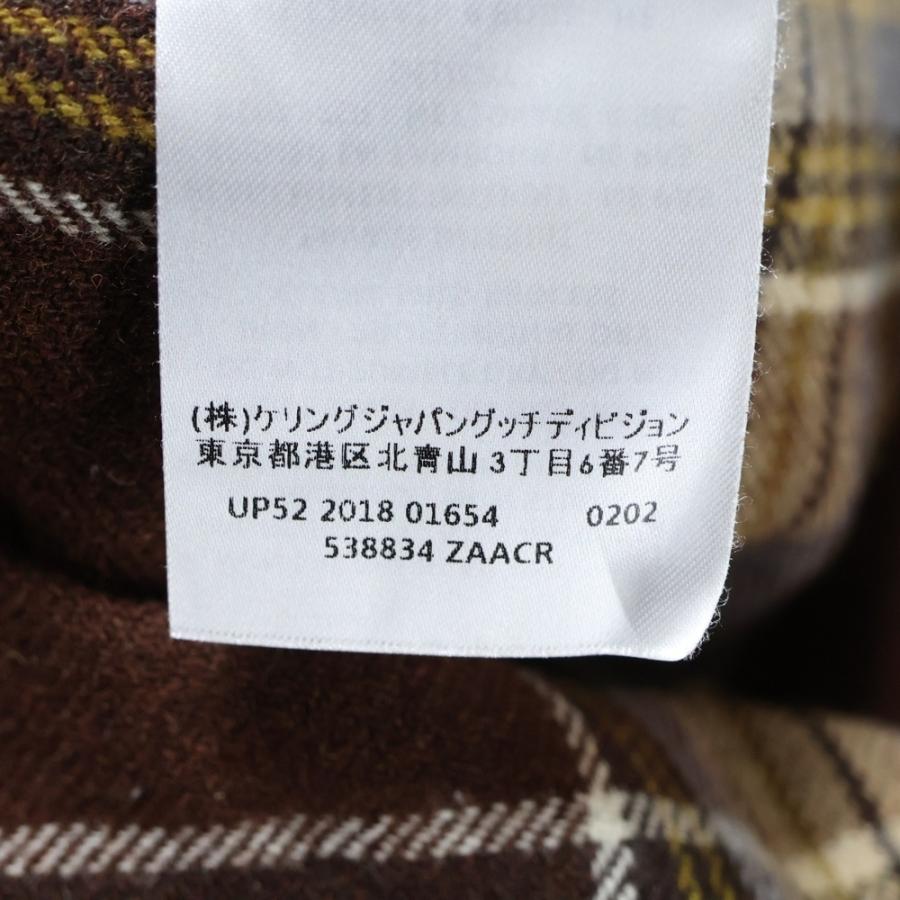 (株)ケリングジャパングッチディビジョン
東京都港区北青山3丁目6番7号
UP52 2018 01654 0202
538834 ZAACR